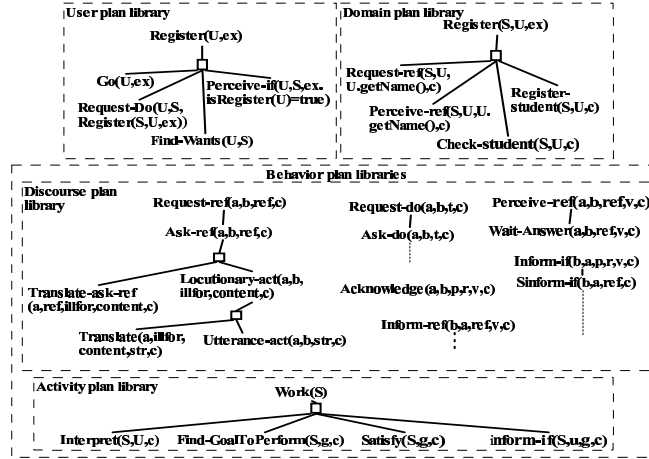 User plan library
Register(U,ex)
Go(U,ex)
Perceive-if(U,S,ex.
isRegister(U)=true)
Request-Do(U,S,
Register(S,U,ex))
Find-Wants(U,S)
Domain plan library
Register(S,U,ex)
Request-ref(S,U,
U.getName(),c)
Register-
student(S,U,c)
Perceive-ref(S,U,U.
getName(),c)
Check-student(S,U,c)
Behavior plan libraries
Discourse plan
library
Request-ref(a,b,ref,c)
Ask-ref(a,b,ref,c)
Translate-ask-ref
(a,ref,illfor,content,c)
Locutionary-act(a,b,
illfor,content,c)
Translate(a,illfor,
content,str,c)
Utterance-act(a,b,str,c)
Request-do(a,b,t,c)
Ask-do(a,b,t,c)
Acknowledge(a,b,p,r,v,c)
Inform-ref(b,a,ref,v,c)
Perceive-ref(a,b,ref,v,c)
Wait-Answer(a,b,ref,v,c)
Inform-if(b,a,p,r,v,c)
Sinform-if(b,a,ref,c)
Activity plan library
Work(S)
Interpret(S,U,c)
Find-GoalToPerform(S,g,c)
Satisfy(S,g,c)
inform-if(S,u,g,c)